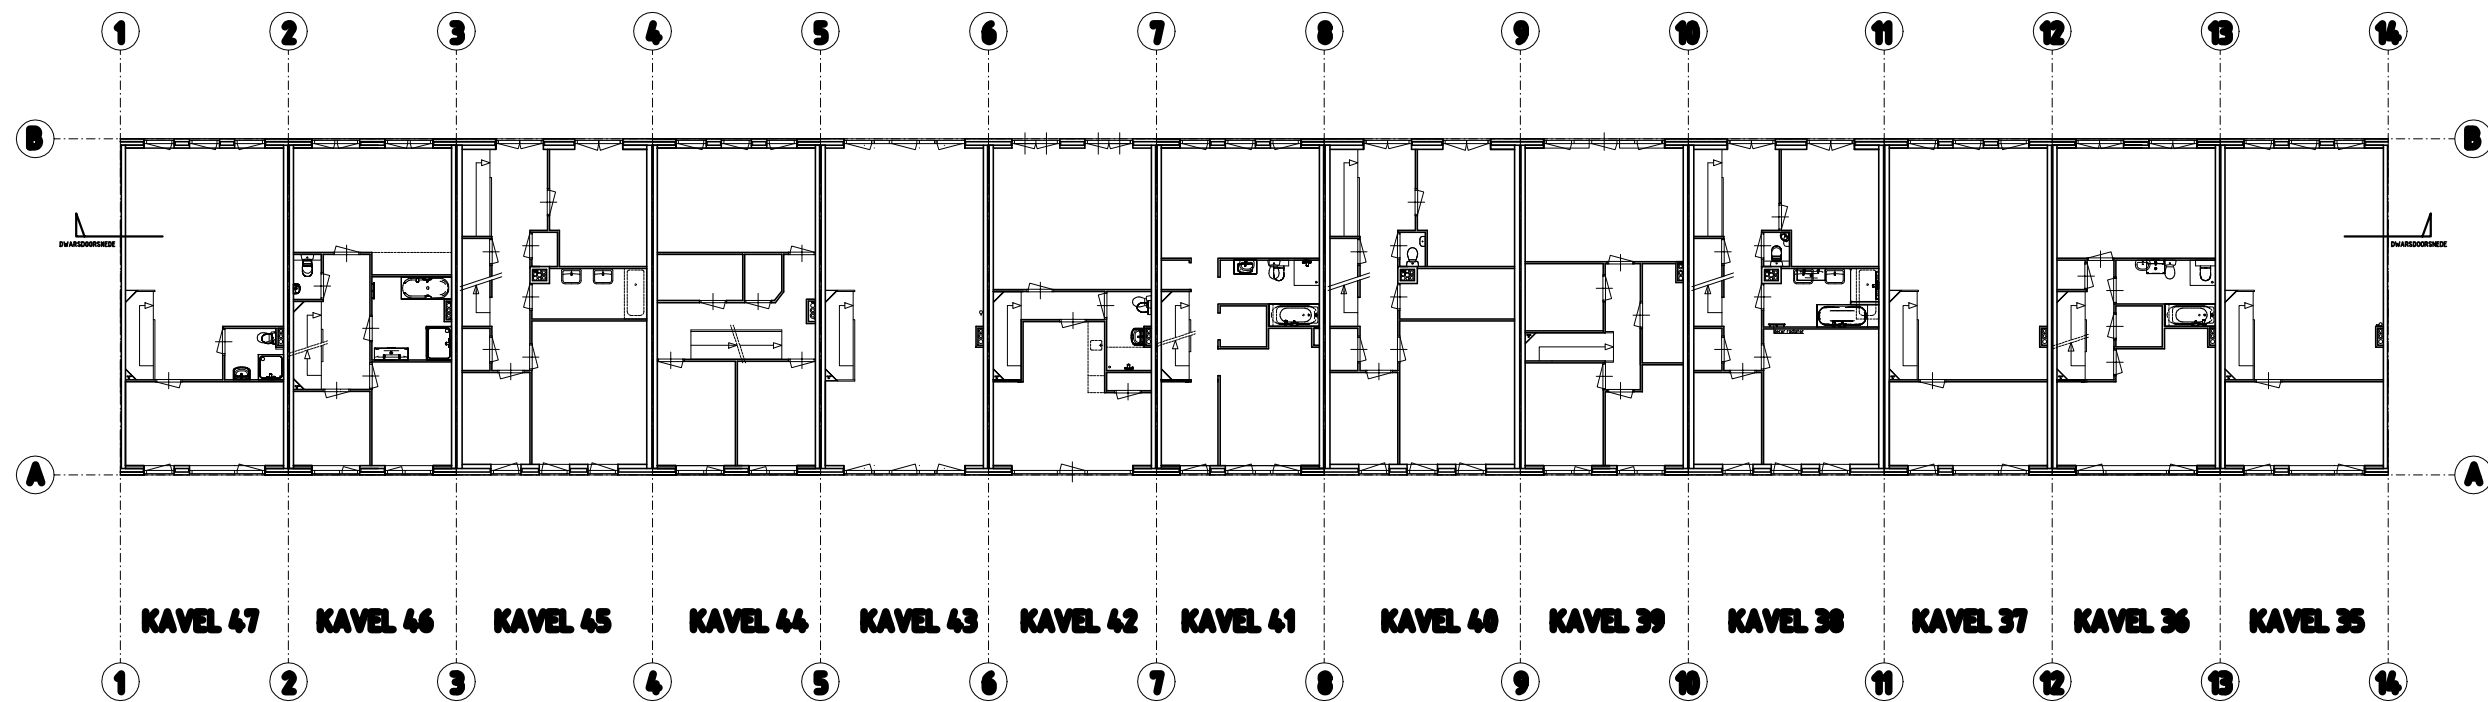 1 2 3 4 5 6 7 8 9 10 11 12 13 14
B B
DWARSDOORSNEDE DWARSDOORSNEDE
A A
KAVEL 47 KAVEL 46 KAVEL 45 KAVEL 44 KAVEL 43 KAVEL 42 KAVEL 41 KAVEL 40 KAVEL 39 KAVEL 38 KAVEL 37 KAVEL 36 KAVEL 35
1 2 3 4 5 6 7 8 9 10 11 12 13 14